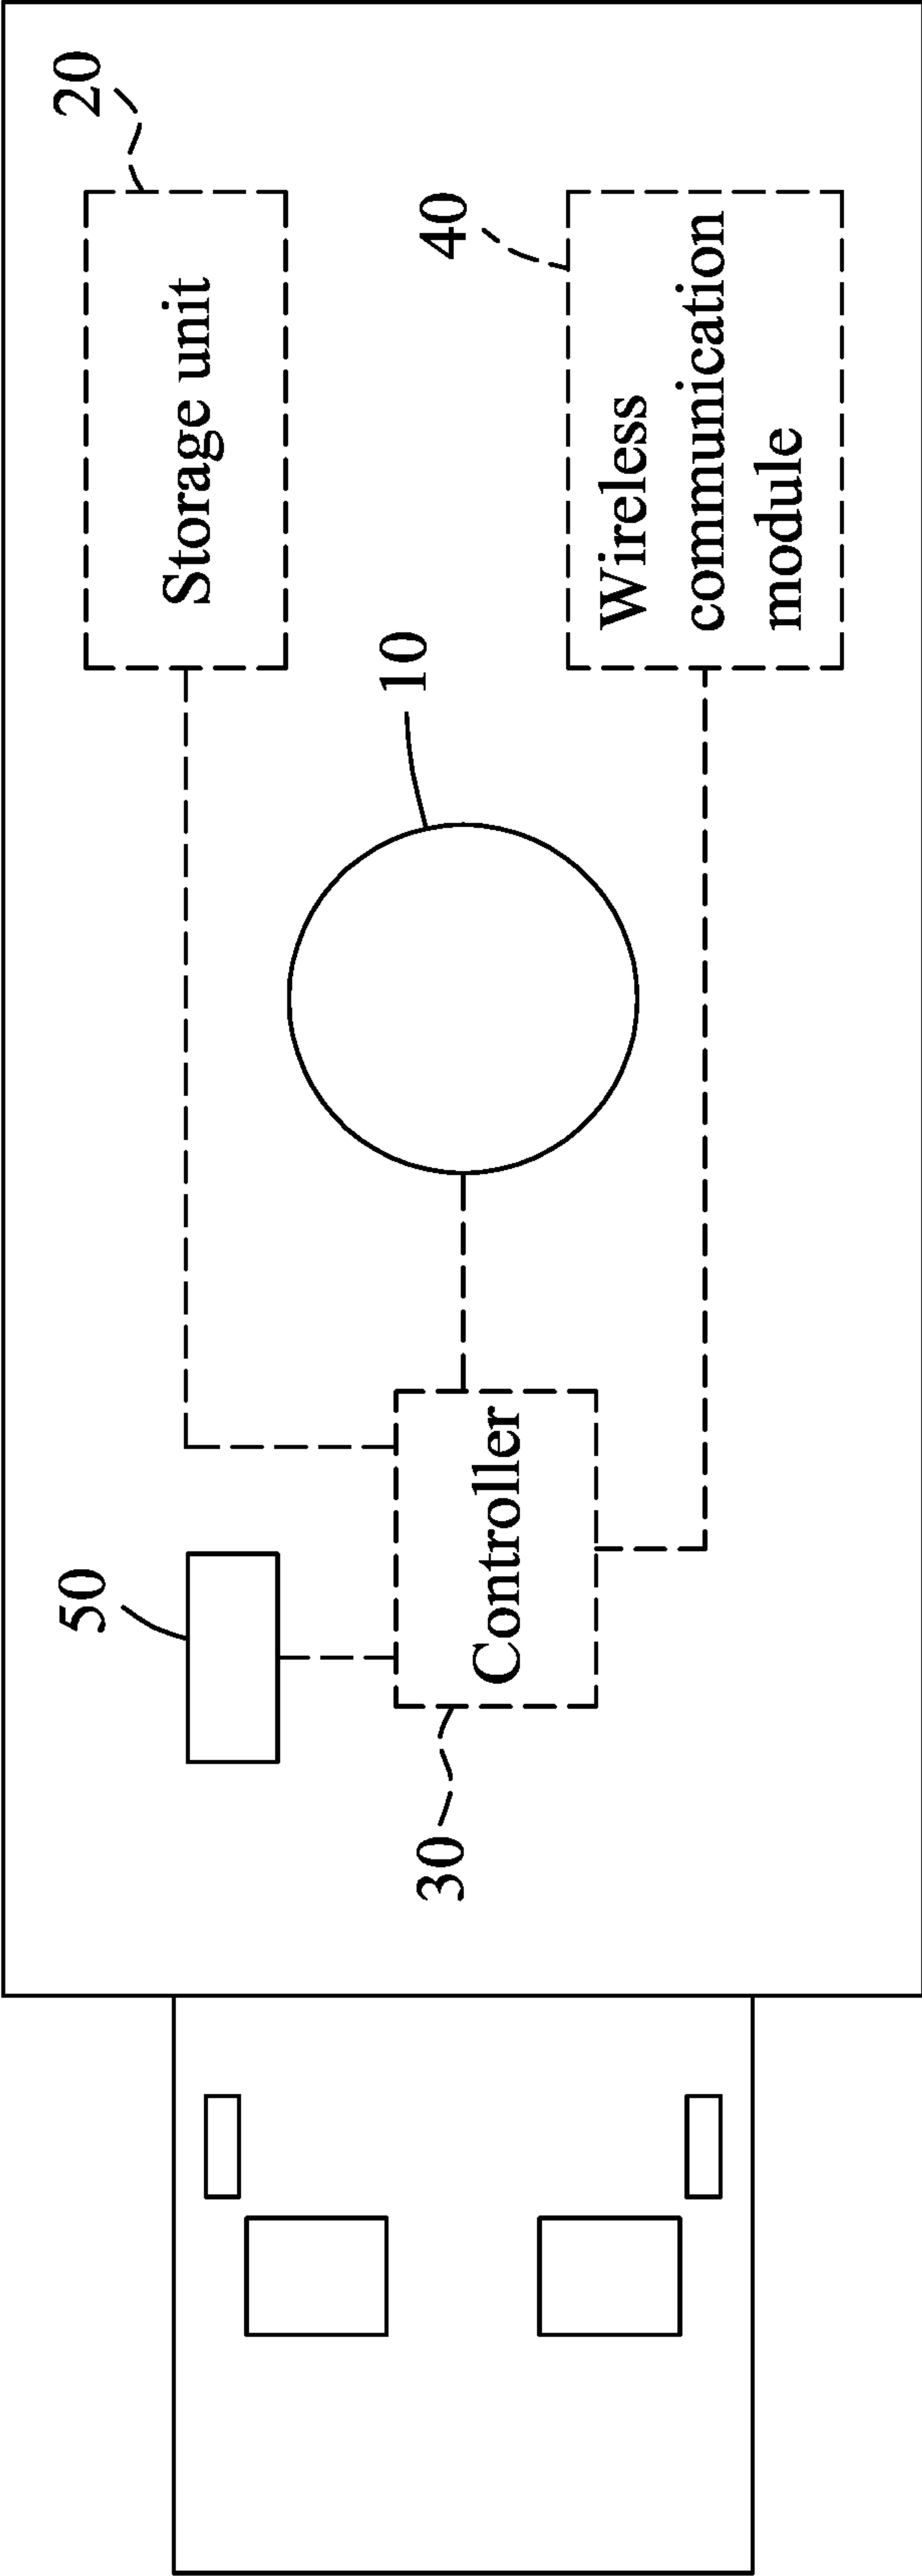 20
Storage unit
40
Wireless
communication
module
10
50
Controller
30